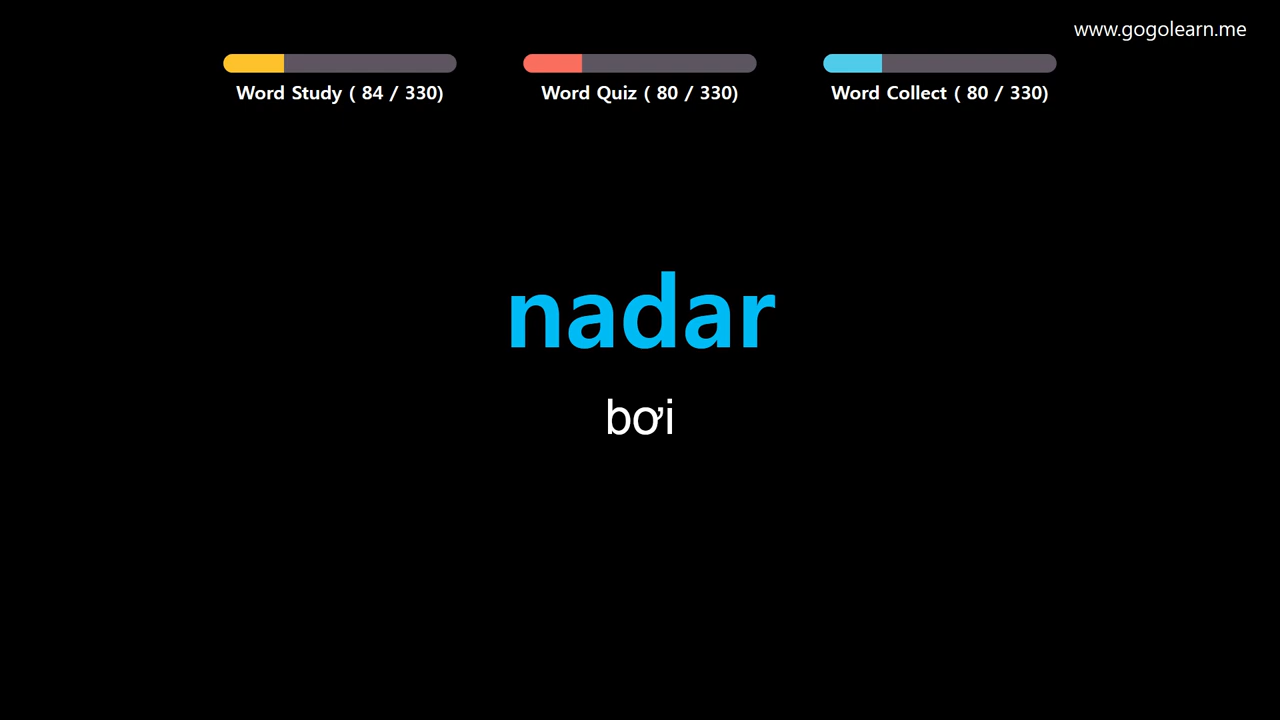 www.gogolearn.me
Word Study ( 84 / 330)
Word Quiz ( 80 / 330)
Word Collect ( 80 / 330)
nadar
bơi